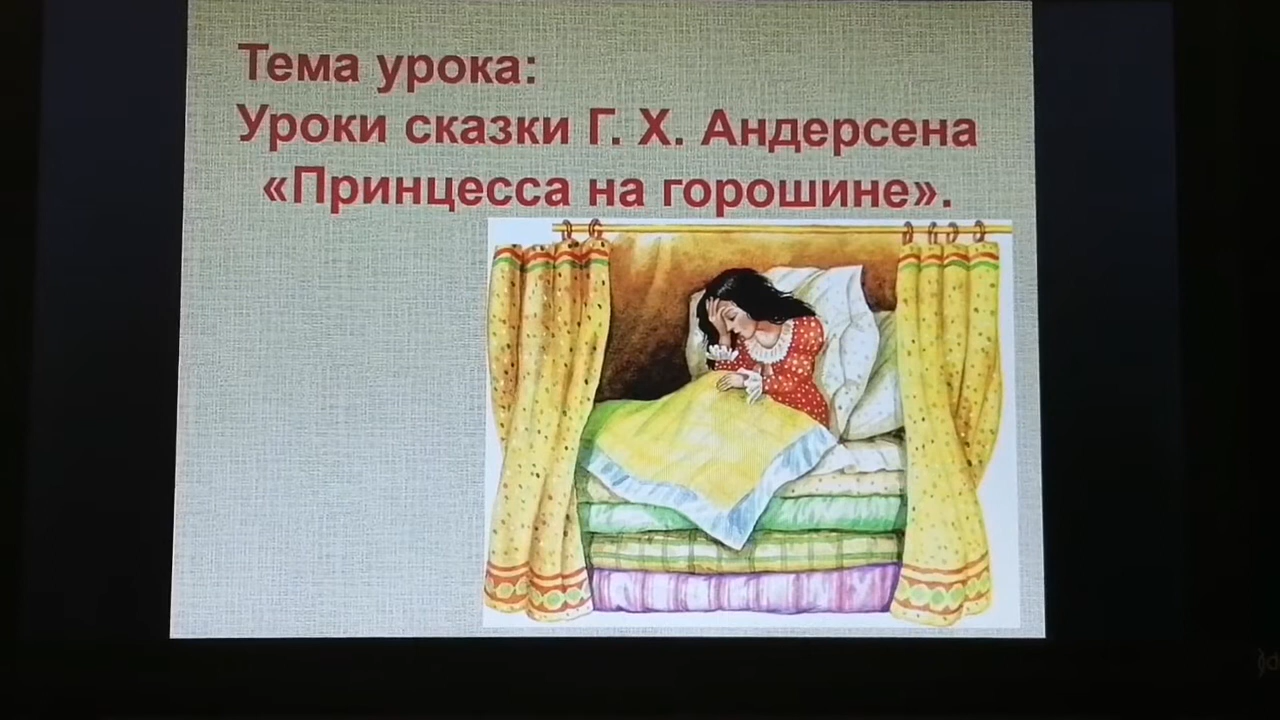 Тема урока:
Уроки сказки Г. Х. Андерсена
«Принцесса на горошине».